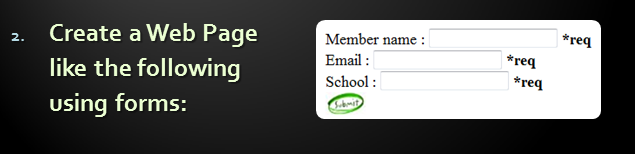 2. Create a Web Page
like the following
using forms:
Member name : *req
Email : *req
School : *req
Submit